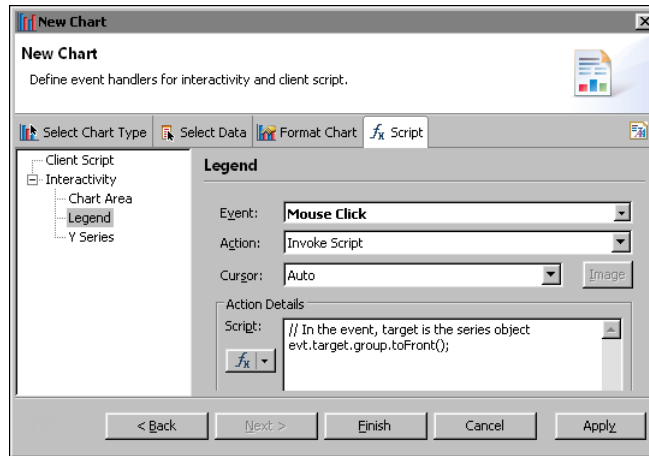 New Chart
New Chart
Define event handlers for interactivity and client script.
Select Chart Type
Select Data
Format Chart
fx Script
Client Script
Interactivity
Chart Area
Legend
Y Series
Legend
Event: Mouse Click
Action: Invoke Script
Cursor: Auto Image
Action Details
Script: // In the event, target is the series object
evt.target.group.toFront();
fx
< Back Next > Finish Cancel Apply